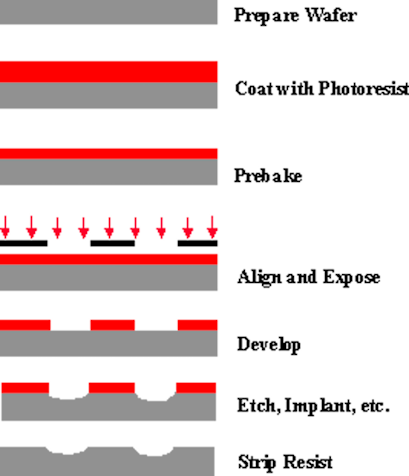 Prepare Wafer
Coat with Photoresist
Prebake
Align and Expose
Develop
Etch, Implant, etc.
Strip Resist